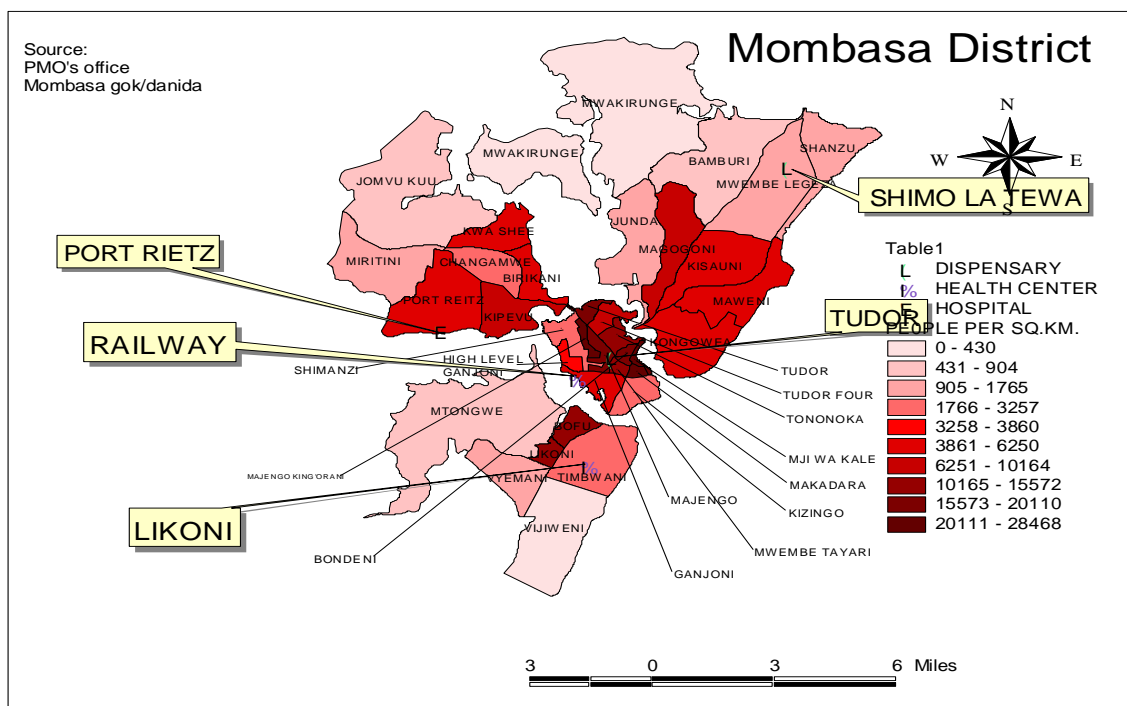 Source:
PMO's office
Mombasa gok/danida
Mombasa District
N
W
E
S
MWAKIRUNGE
MWAKIRUNGE
SHANZU
BAMBURI
MWEMBE LEGEZA
L
SHIMO LA TEWA
JOMVU KUU
JUNDA
MAGOGONI
KWA SHEE
PORT RIETZ
MIRITINI
CHANGAMWE
BIRIKANI
KISAUNI
PORT REITZ
KIPEVU
MAWENI
E
RAILWAY
KONGOWEA
TUDOR
L
HIGH LEVEL
SHIMANZI
GANJONI
%
TUDOR
TUDOR FOUR
MTONGWE
TONONOKA
BOFU
LIKONI
MJI WA KALE
MAJENGO KING'ORANI
VYEMANI
TIMBWANI
%
MAKADARA
MAJENGO
KIZINGO
LIKONI
VIJIWENI
BONDENI
MWEMBE TAYARI
GANJONI
Table1
L DISPENSARY
% HEALTH CENTER
E HOSPITAL
PEOPLE PER SQ.KM.
0 - 430
431 - 904
905 - 1765
1766 - 3257
3258 - 3860
3861 - 6250
6251 - 10164
10165 - 15572
15573 - 20110
20111 - 28468
3 0 3 6 Miles